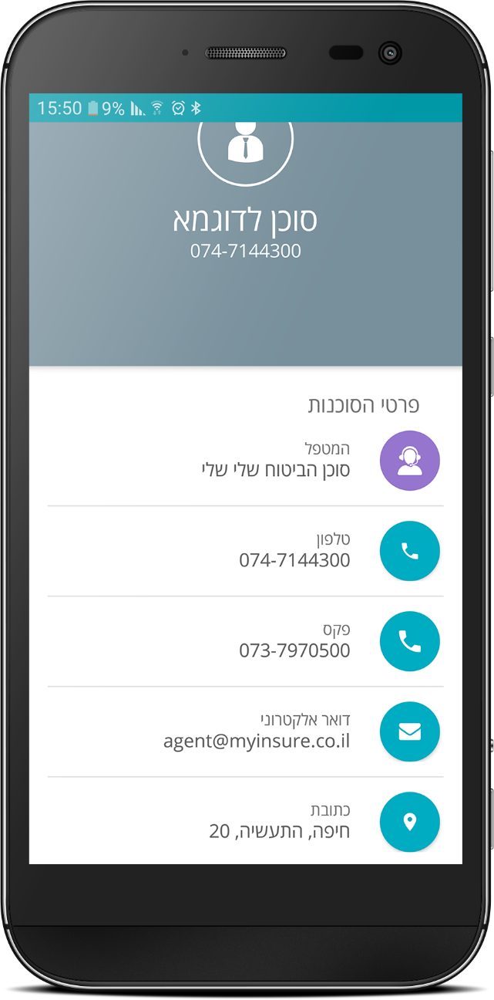 15:50 9%
סוכן לדוגמא
074-7144300
פרטי הסוכנות
המטפל
סוכן הביטוח שלי שלי
טלפון
074-7144300
פקס
073-7970500
דואר אלקטרוני
agent@myinsure.co.il
כתובת
חיפה, התעשיה, 20